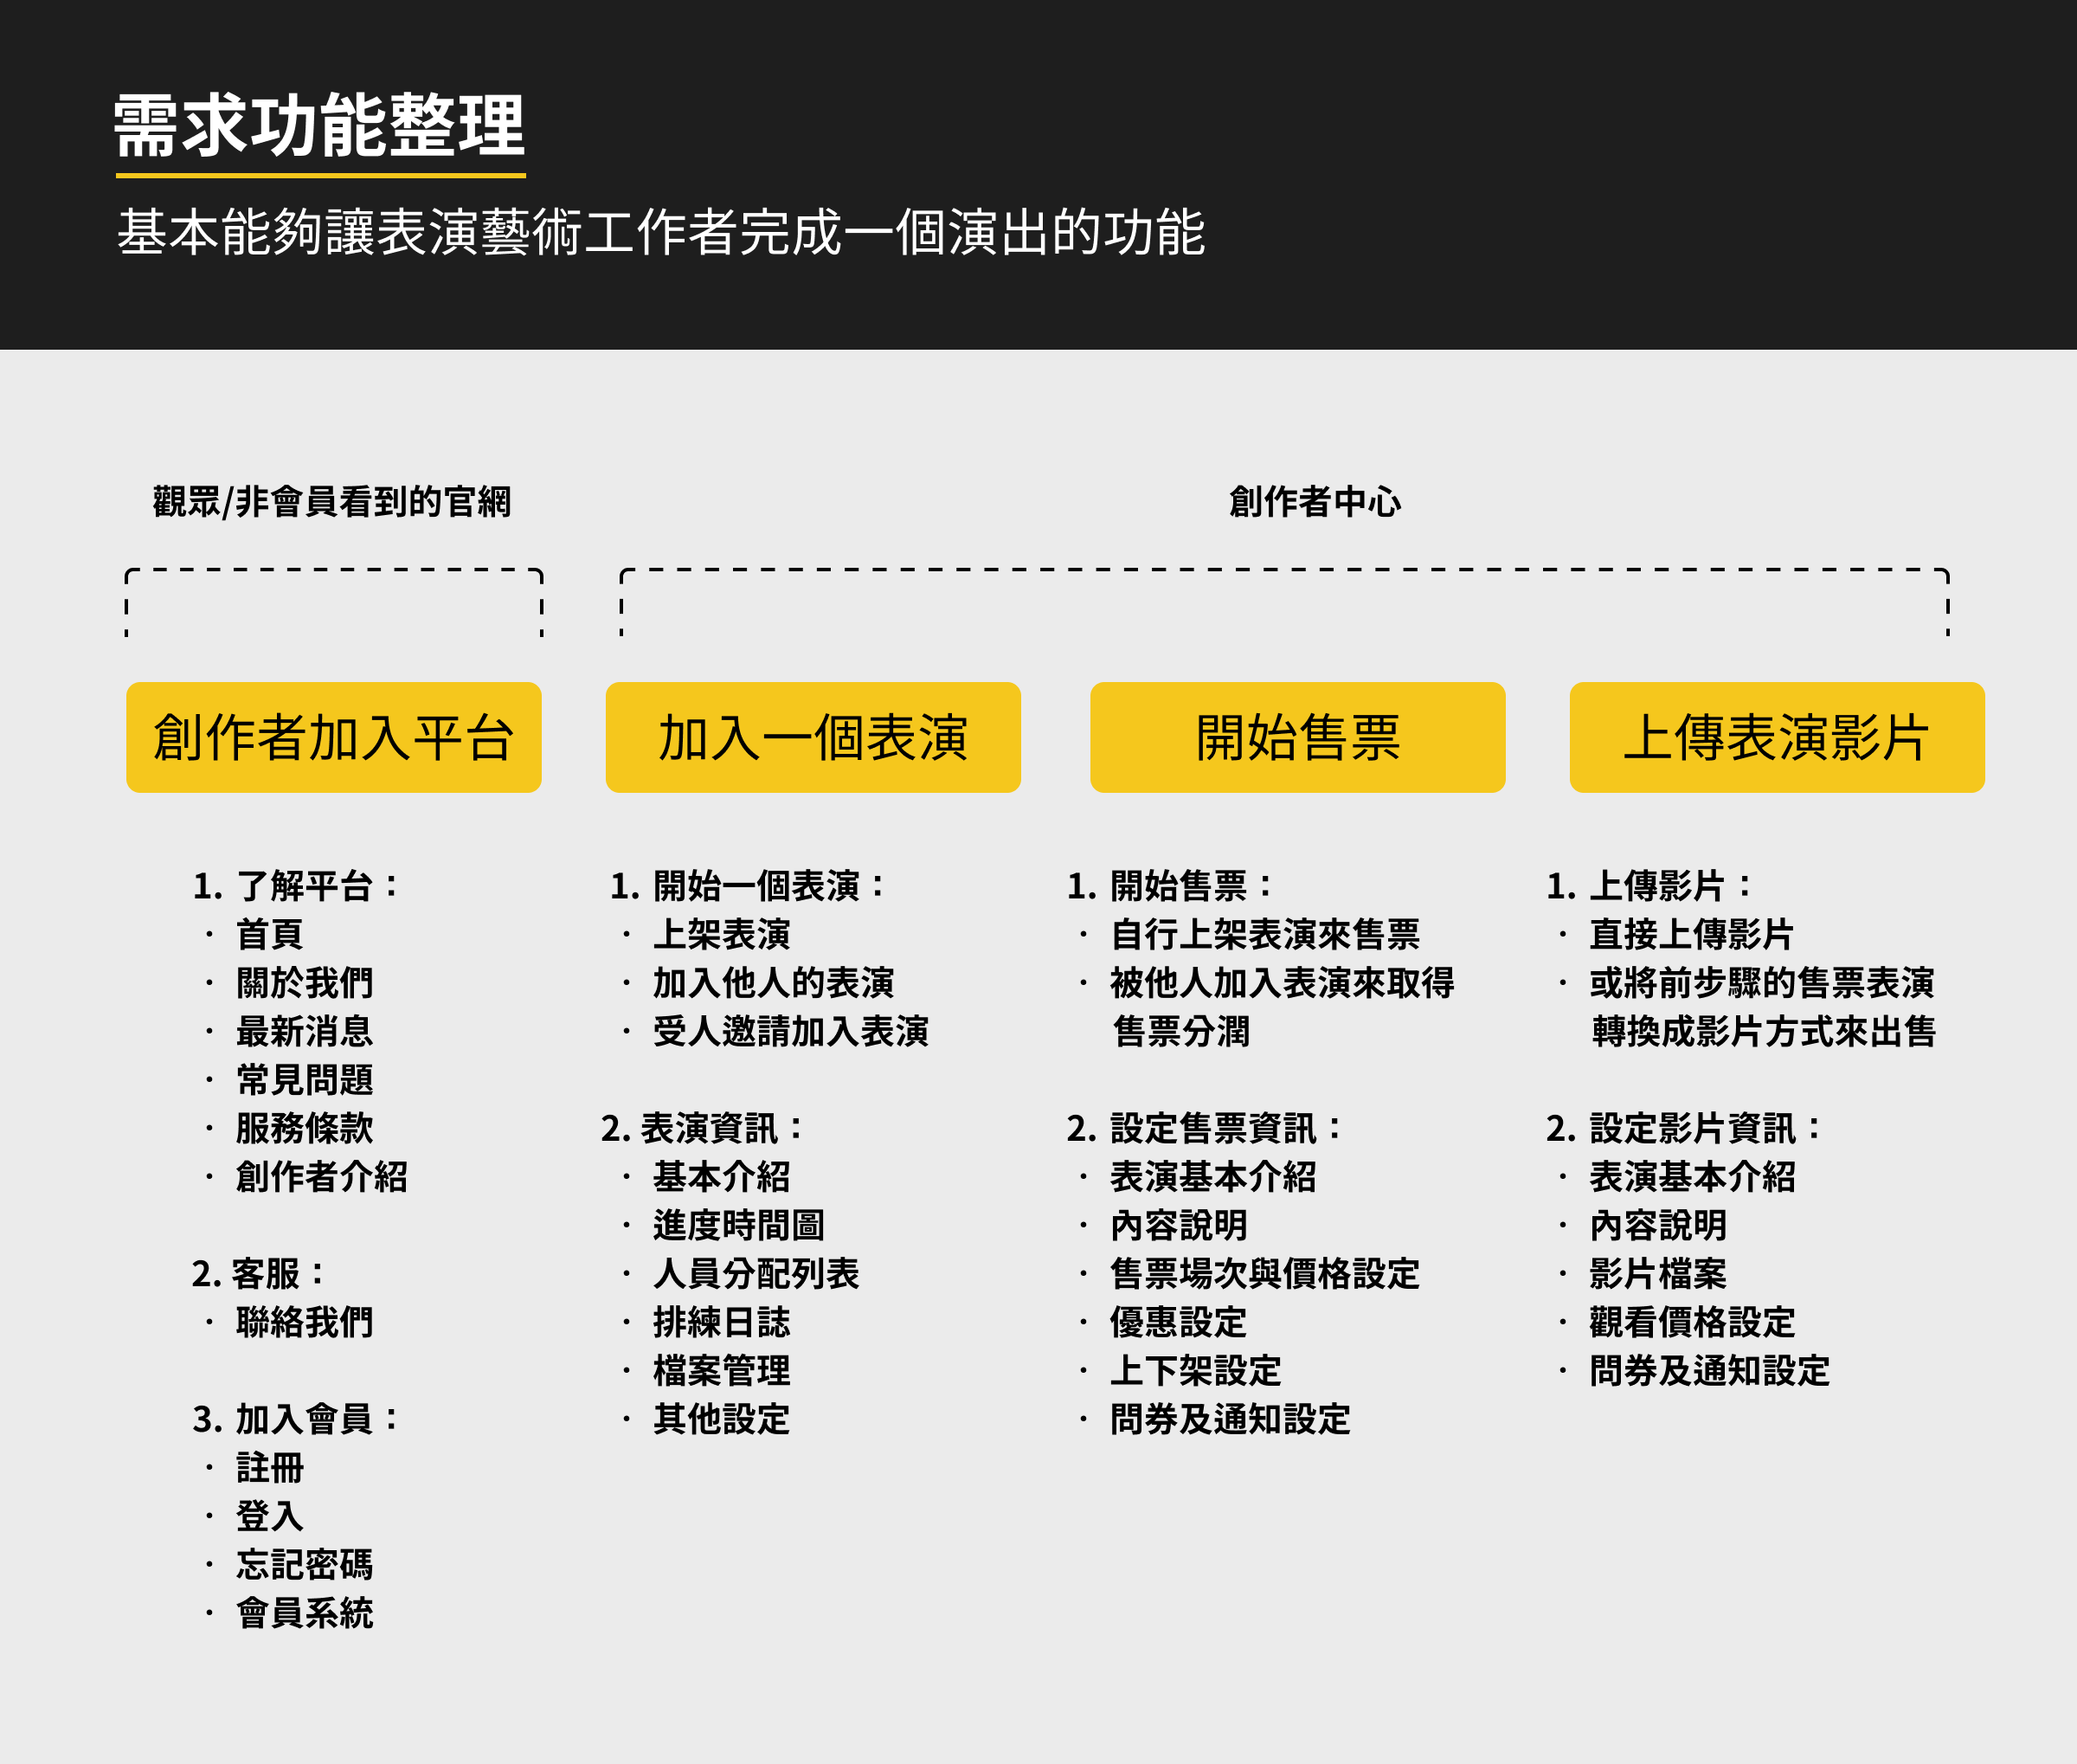 需求功能整理
基本能夠讓表演藝術工作者完成一個演出的功能
觀眾/非會員看到的官網
創作者中心
創作者加入平台
加入一個表演
開始售票
上傳表演影片
1. 了解平台：
· 首頁
· 關於我們
· 最新消息
· 常見問題
· 服務條款
· 創作者介紹
2. 客服：
· 聯絡我們
3. 加入會員：
· 註冊
· 登入
· 忘記密碼
· 會員系統
1. 開始一個表演：
· 上架表演
· 加入他人的表演
· 受人邀請加入表演
2. 表演資訊：
· 基本介紹
· 進度時間圖
· 人員分配列表
· 排練日誌
· 檔案管理
· 其他設定
1. 開始售票：
· 自行上架表演來售票
· 被他人加入表演來取得
售票分潤
2. 設定售票資訊：
· 表演基本介紹
· 內容說明
· 售票場次與價格設定
· 優惠設定
· 上下架設定
· 問券及通知設定
1. 上傳影片：
· 直接上傳影片
· 或將前步驟的售票表演
轉換成影片方式來出售
2. 設定影片資訊：
· 表演基本介紹
· 內容說明
· 影片檔案
· 觀看價格設定
· 問券及通知設定